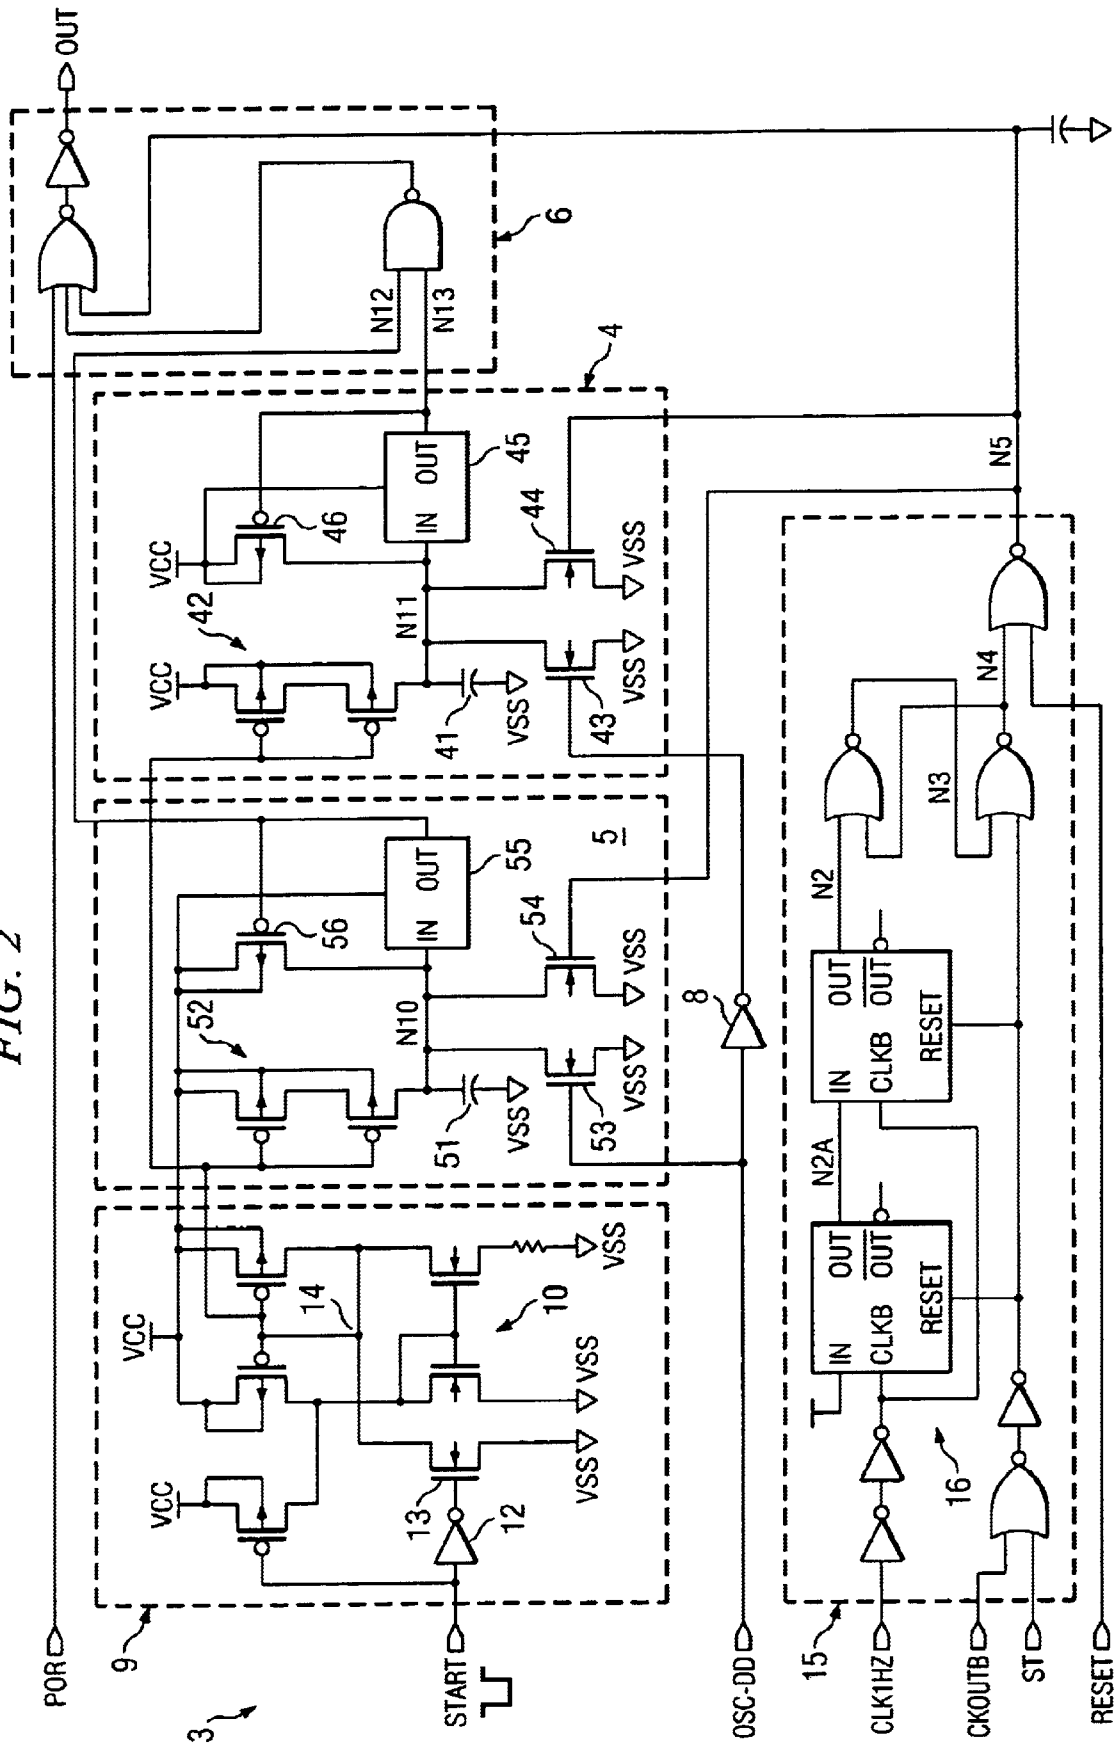 FIG. 2
3
POR
OUT
9
VCC
VCC
14
10
13
12
START
VSS
VSS
VSS
52
56
N10
IN
OUT
55
51
VSS
53
54
VSS
VSS
5
VCC
42
VCC
46
N11
IN
OUT
45
41
VSS
43
44
VSS
VSS
4
N12
N13
6
8
OSC-DD
15
16
CLK1HZ
CKOUTB
ST
RESET
IN
OUT
CLKB
OUT
RESET
N2A
IN
OUT
CLKB
OUT
RESET
N2
N3
N4
N5